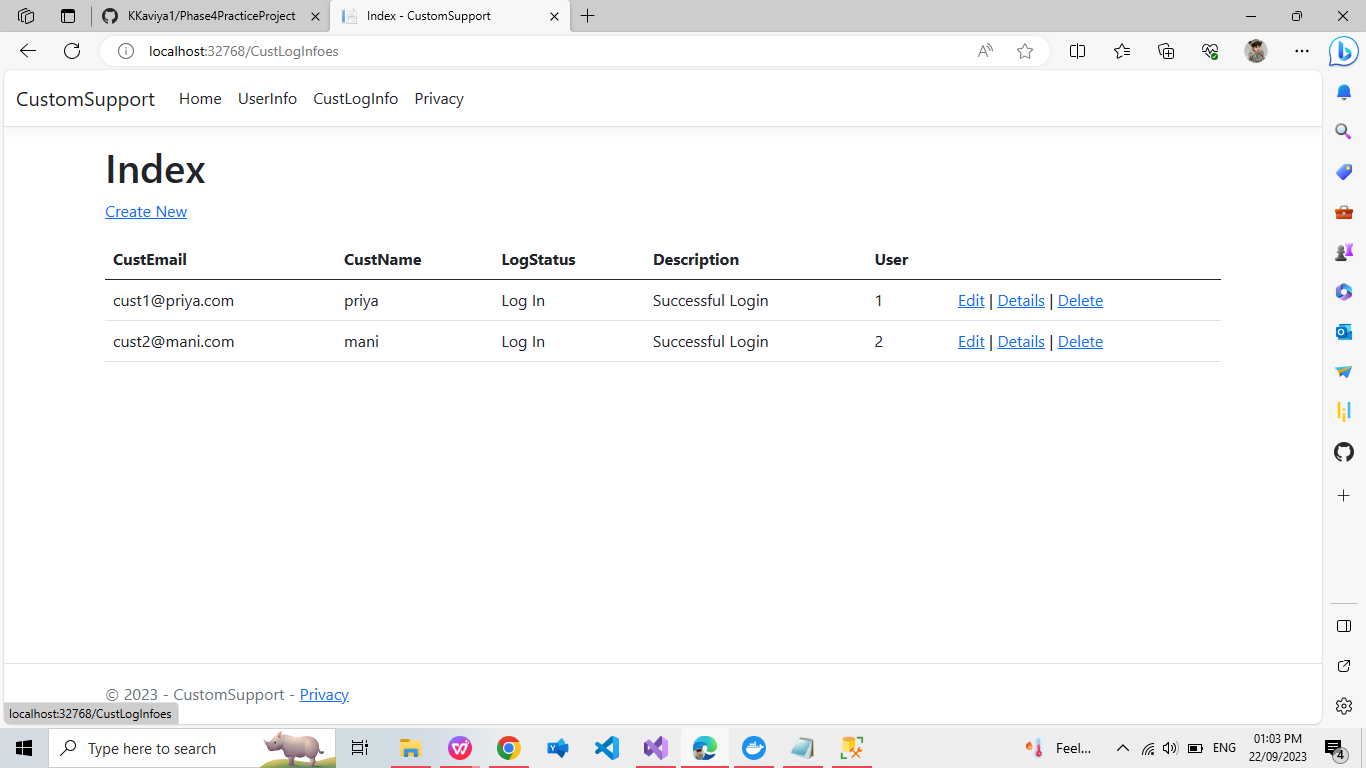 KKaviya1/Phase4PracticeProject
Index - CustomSupport
localhost:32768/CustLogInfoes
CustomSupport Home UserInfo CustLogInfo Privacy
Index
Create New
CustEmail CustName LogStatus Description User
cust1@priya.com priya Log In Successful Login 1 Edit | Details | Delete
cust2@mani.com mani Log In Successful Login 2 Edit | Details | Delete
© 2023 - CustomSupport - Privacy
localhost:32768/CustLogInfoes
Type here to search
Feel...
ENG
01:03 PM
22/09/2023
4